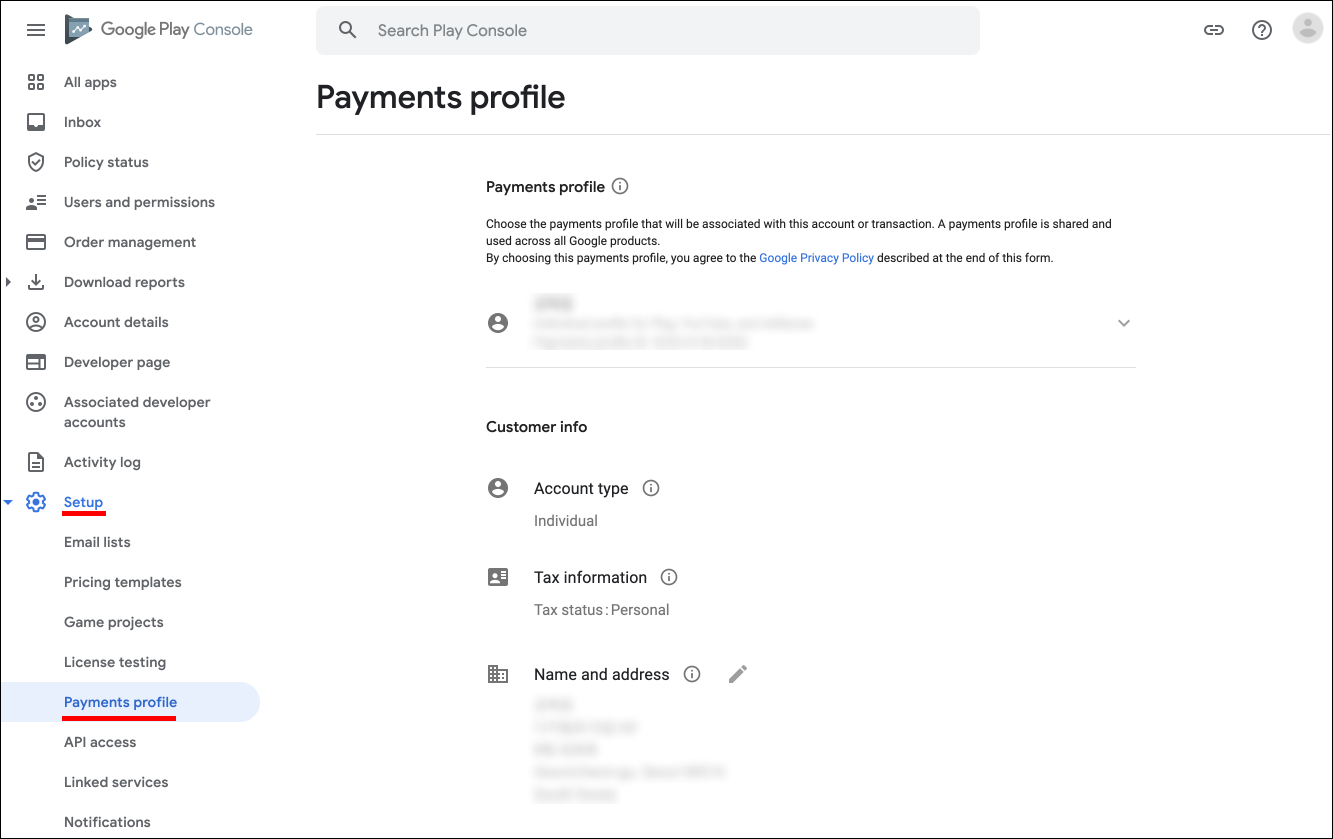 Google Play Console
Search Play Console
All apps
Inbox
Policy status
Users and permissions
Order management
Download reports
Account details
Developer page
Associated developer
accounts
Activity log
Setup
Email lists
Pricing templates
Game projects
License testing
Payments profile
API access
Linked services
Notifications
Payments profile
Payments profile
Choose the payments profile that will be associated with this account or transaction. A payments profile is shared and
used across all Google products.
By choosing this payments profile, you agree to the Google Privacy Policy described at the end of this form.
Customer info
Account type
Individual
Tax information
Tax status: Personal
Name and address